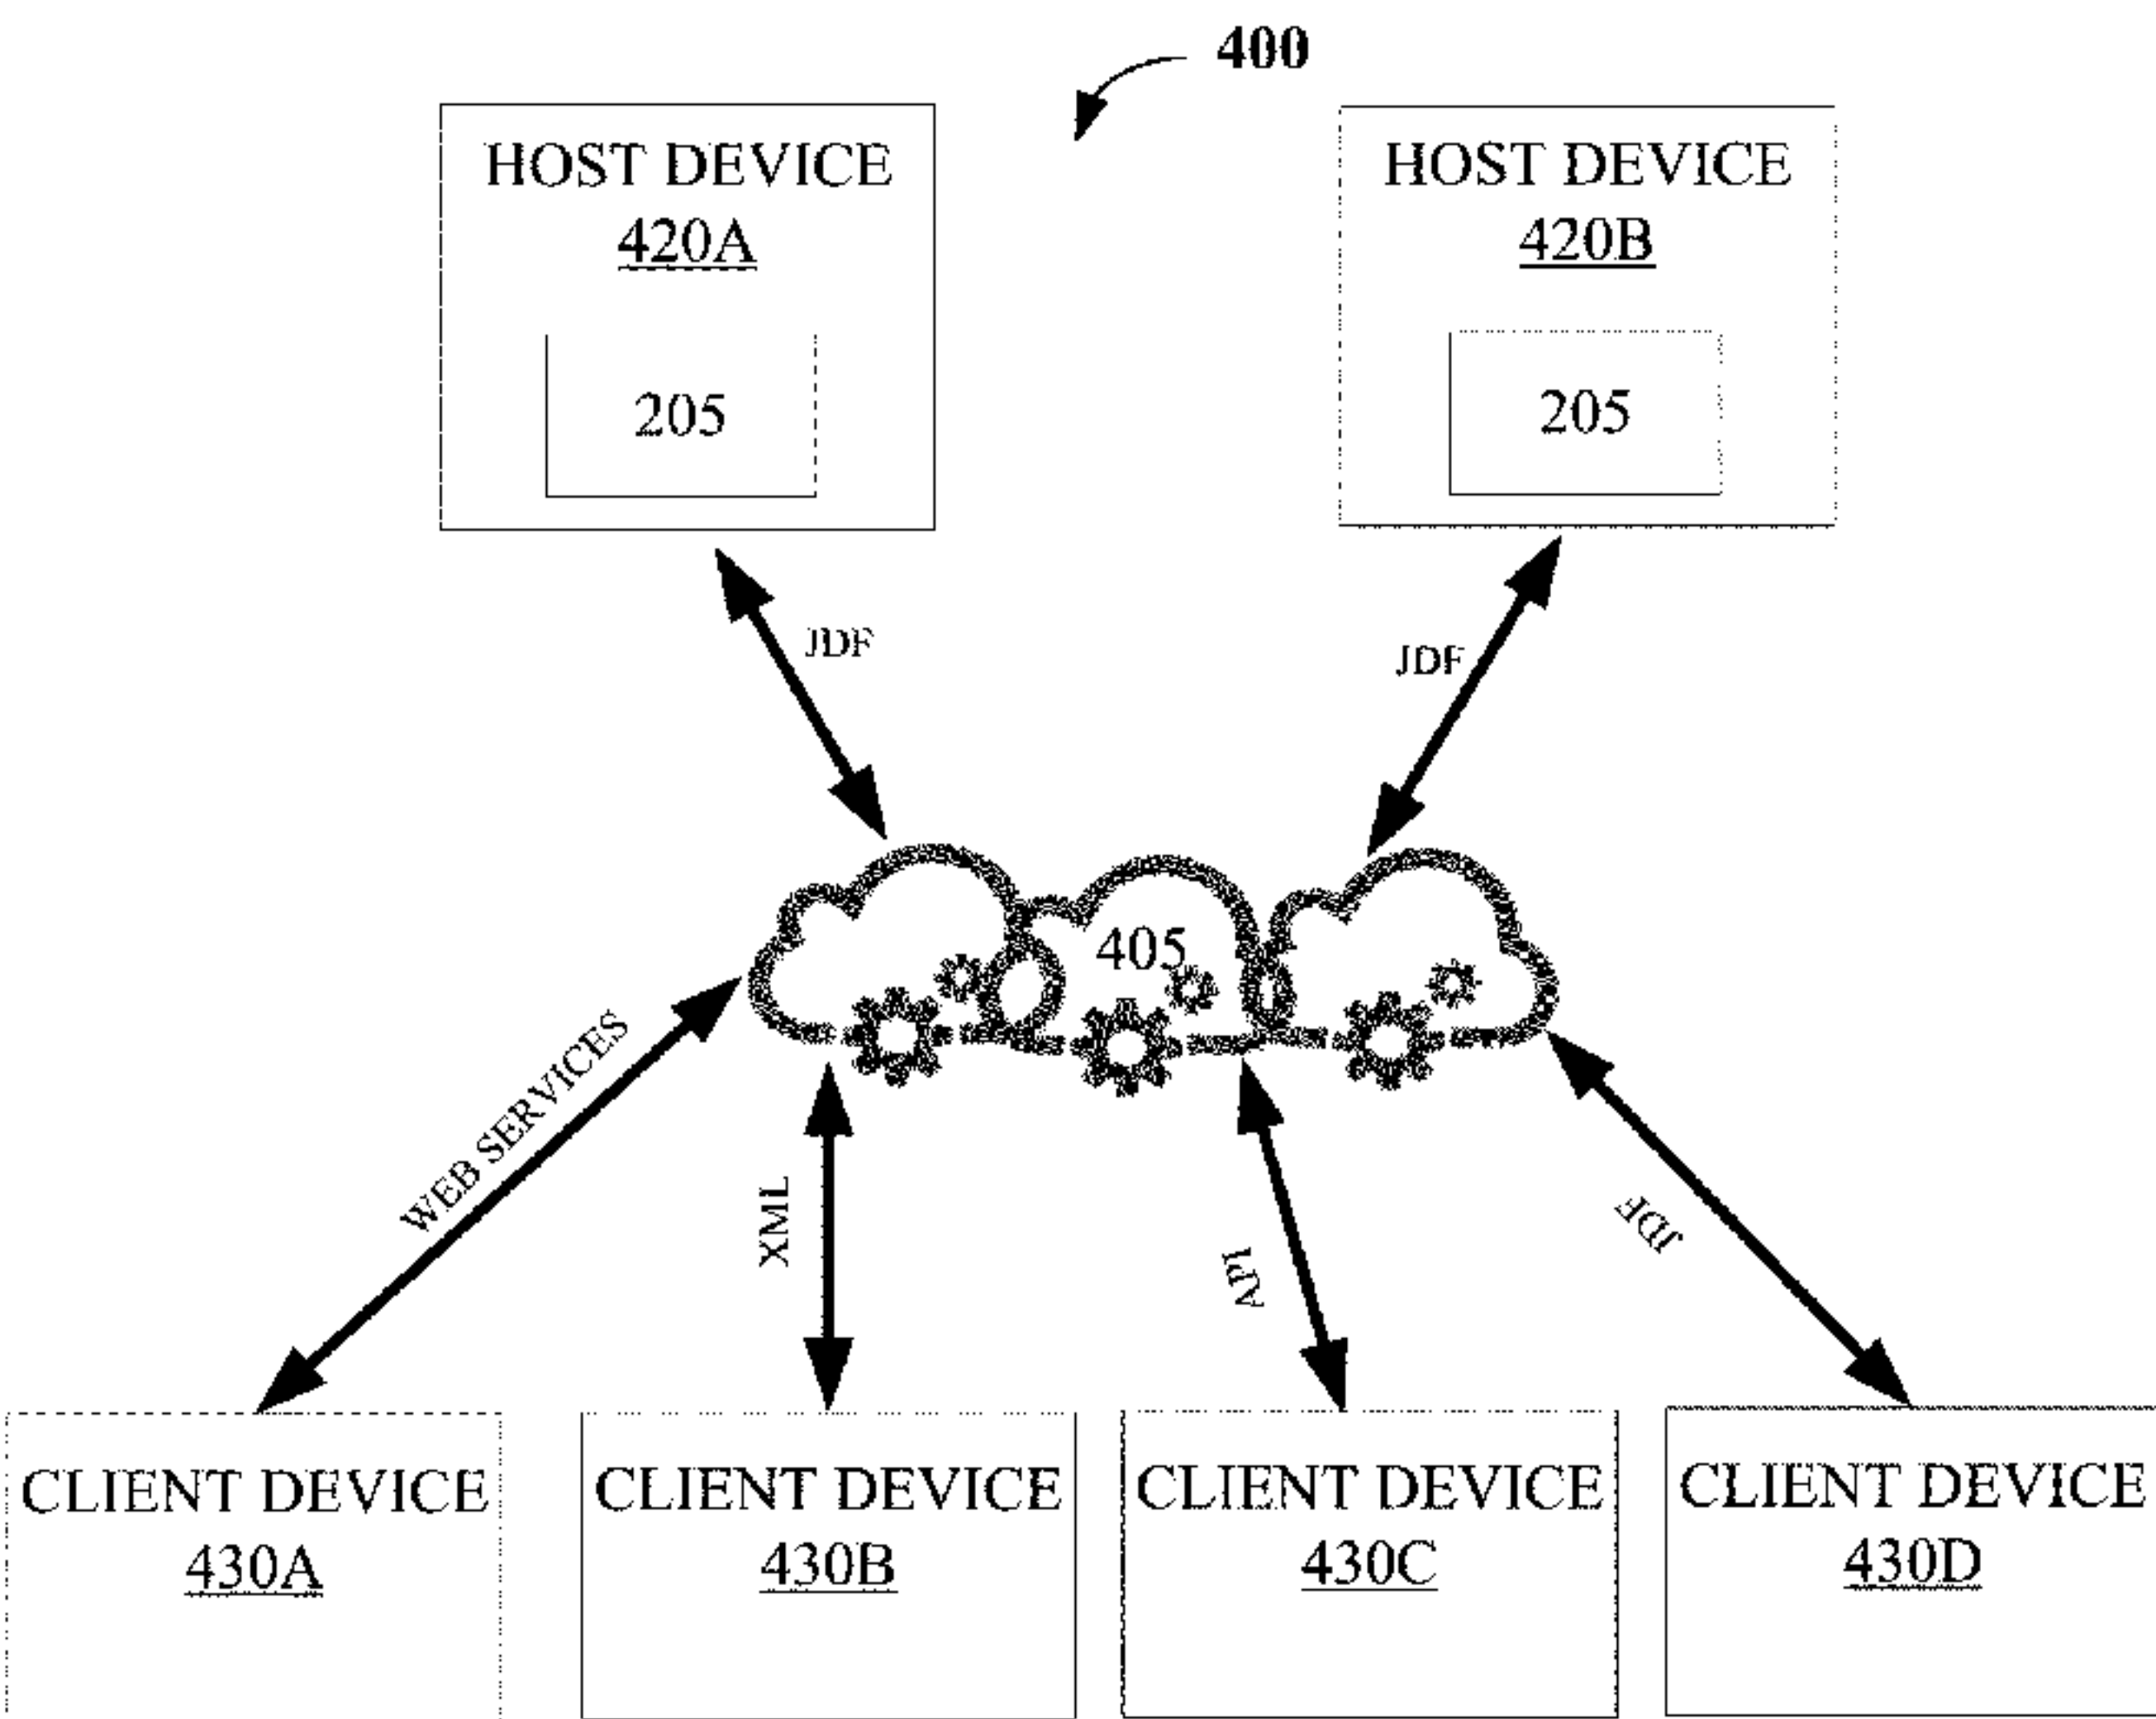 400
HOST DEVICE
420A
205
HOST DEVICE
420B
205
JDF
JDF
405
WEB SERVICES
XML
API
JDF
CLIENT DEVICE
430A
CLIENT DEVICE
430B
CLIENT DEVICE
430C
CLIENT DEVICE
430D